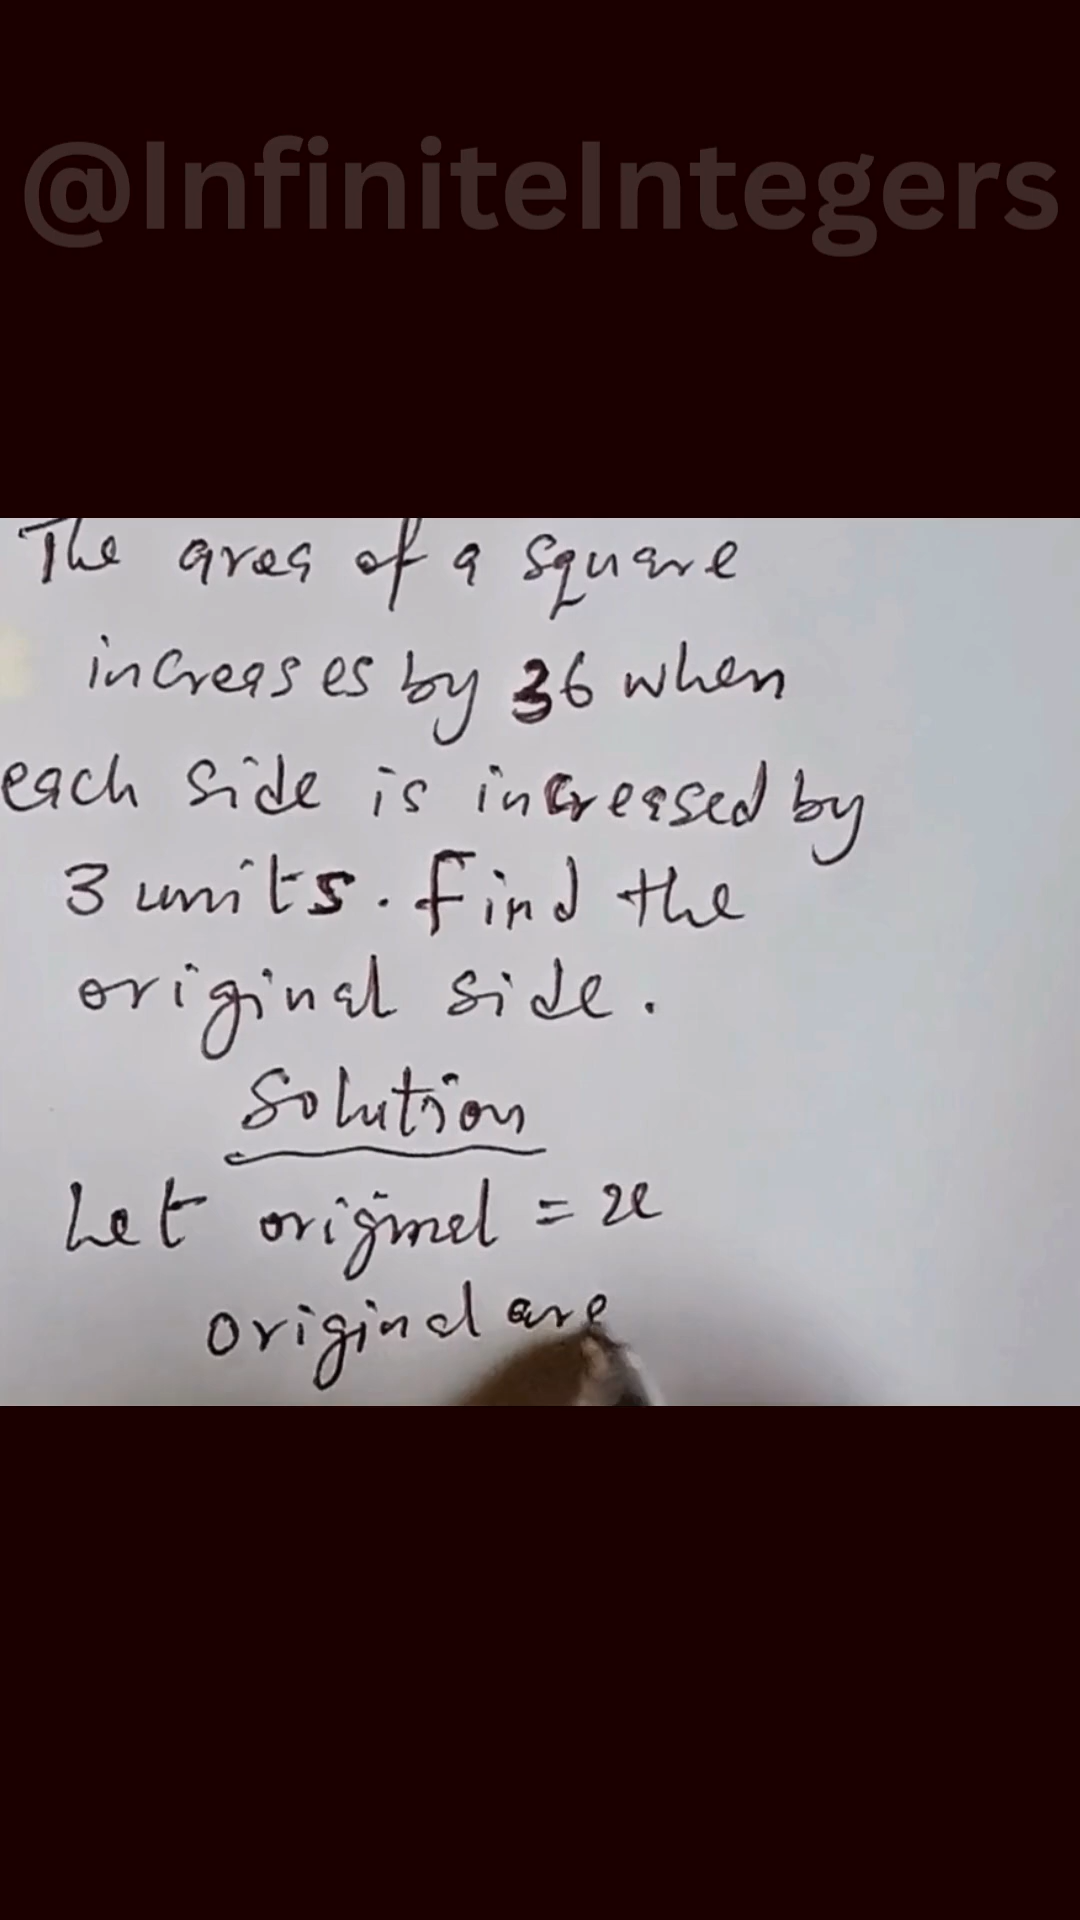 @InfiniteIntegers
The area of a square
increases by 36 when
each side is increased by
3 units. Find the
original side.
Solution
Let original = x
original are